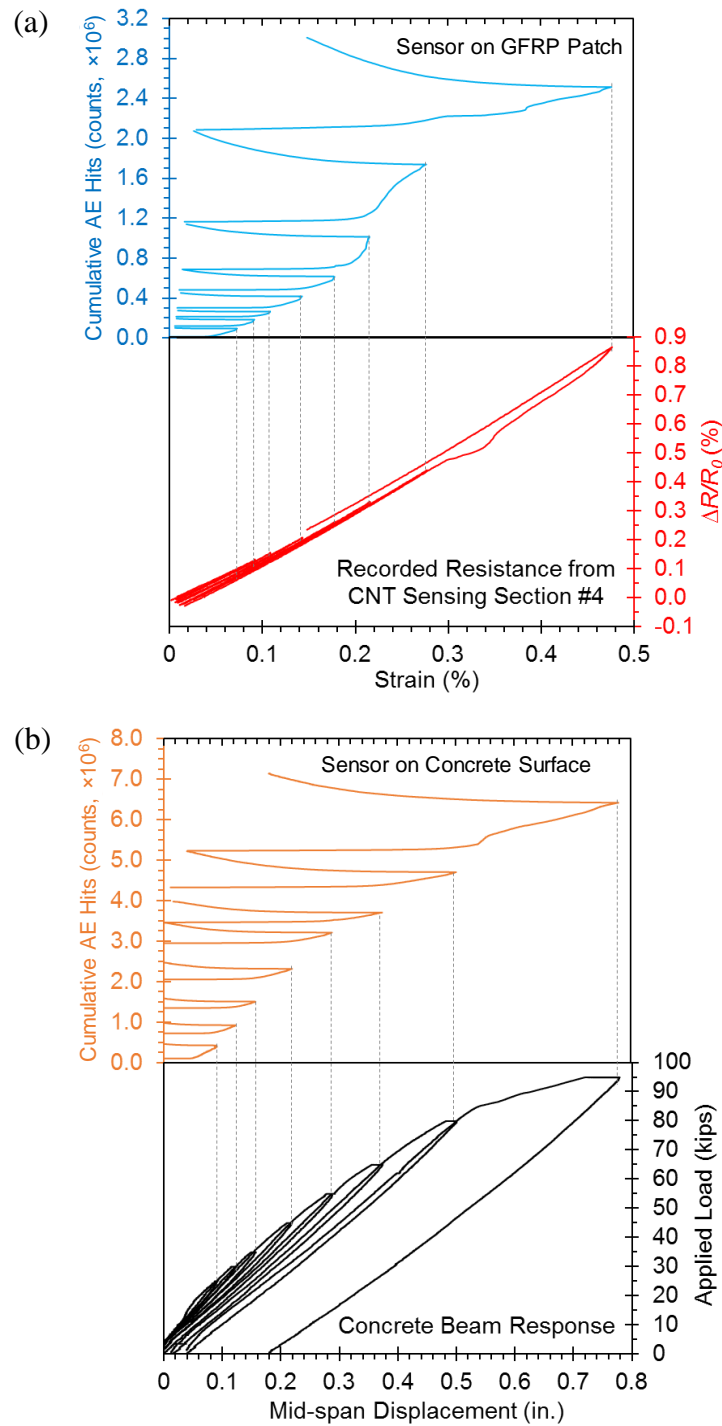 (a)
Cumulative AE Hits (counts, ×10⁶)
3.2
2.8
2.4
2.0
1.6
1.2
0.8
0.4
0.0
Sensor on GFRP Patch
0.9
0.8
0.7
0.6
0.5
0.4
0.3
0.2
0.1
0.0
-0.1
ΔR/R₀ (%)
Recorded Resistance from
CNT Sensing Section #4
0 0.1 0.2 0.3 0.4 0.5
Strain (%)
(b)
Cumulative AE Hits (counts, ×10⁶)
8.0
7.0
6.0
5.0
4.0
3.0
2.0
1.0
0.0
Sensor on Concrete Surface
100
90
80
70
60
50
40
30
20
10
0
Applied Load (kips)
Concrete Beam Response
0 0.1 0.2 0.3 0.4 0.5 0.6 0.7 0.8
Mid-span Displacement (in.)